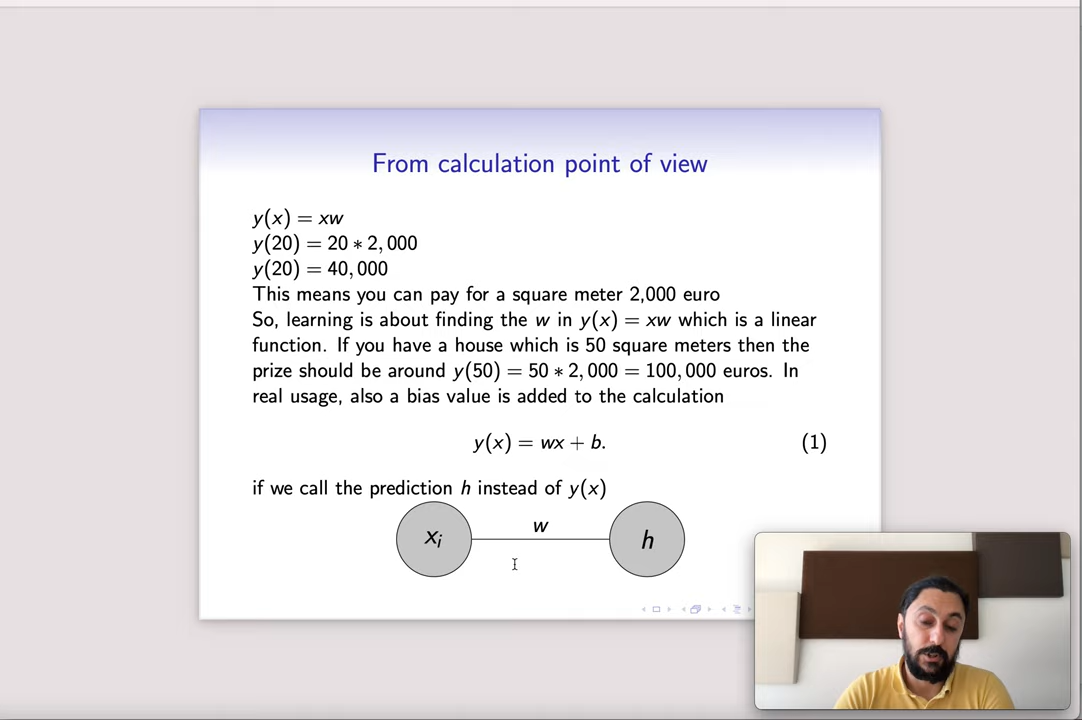 From calculation point of view
y(x) = xw
y(20) = 20 ∗ 2, 000
y(20) = 40, 000
This means you can pay for a square meter 2,000 euro
So, learning is about finding the w in y(x) = xw which is a linear
function. If you have a house which is 50 square meters then the
prize should be around y(50) = 50 ∗ 2, 000 = 100, 000 euros. In
real usage, also a bias value is added to the calculation
y(x) = wx + b. (1)
if we call the prediction h instead of y(x)
xᵢ w h